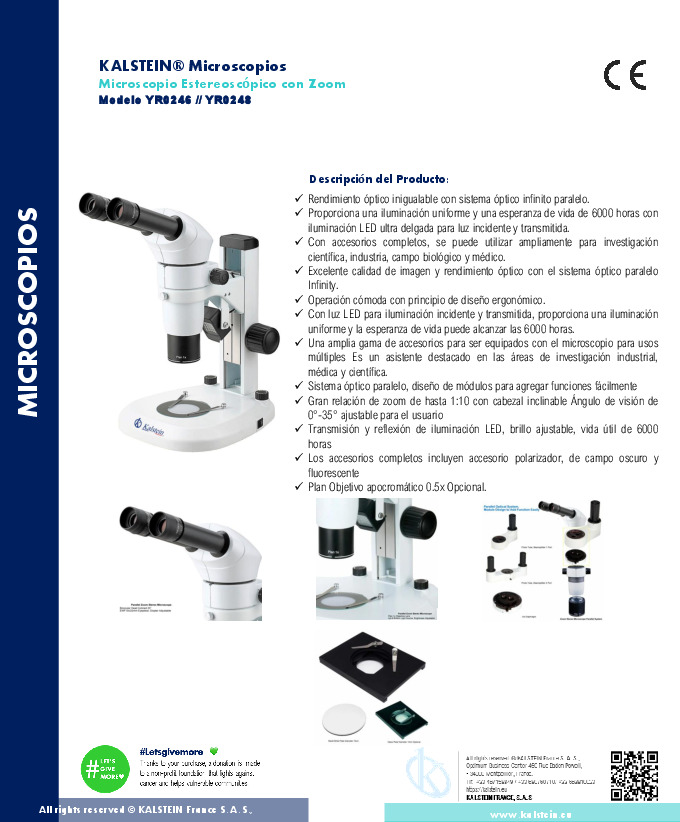 KALSTEIN® Microscopios
Microscopio Estereoscópico con Zoom
Modelo YR0246 // YR0248
CE
MICROSCOPIOS
Descripción del Producto:
✓ Rendimiento óptico inigualable con sistema óptico infinito paralelo.
✓ Proporciona una iluminación uniforme y una esperanza de vida de 6000 horas con
iluminación LED ultra delgada para luz incidente y transmitida.
✓ Con accesorios completos, se puede utilizar ampliamente para investigación
científica, industria, campo biológico y médico.
✓ Excelente calidad de imagen y rendimiento óptico con el sistema óptico paralelo
Infinity.
✓ Operación cómoda con principio de diseño ergonómico.
✓ Con luz LED para iluminación incidente y transmitida, proporciona una iluminación
uniforme y la esperanza de vida puede alcanzar las 6000 horas.
✓ Una amplia gama de accesorios para ser equipados con el microscopio para usos
múltiples Es un asistente destacado en las áreas de investigación industrial,
médica y científica.
✓ Sistema óptico paralelo, diseño de módulos para agregar funciones fácilmente
✓ Gran relación de zoom de hasta 1:10 con cabezal inclinable Ángulo de visión de
0°-35° ajustable para el usuario
✓ Transmisión y reflexión de iluminación LED, brillo ajustable, vida útil de 6000
horas
✓ Los accesorios completos incluyen accesorio polarizador, de campo oscuro y
fluorescente
✓ Plan Objetivo apocromático 0.5x Opcional.
Kalstein
Parallel Optical System,
#LET'S
GIVE
MORE
#Letsgivemore
Thanks to your purchase, a donation is made
to a non-profit foundation that fights against
cancer and helps vulnerable communities
All rights reserved © KALSTEIN France S. A. S.,
KALSTEIN FRANCE, S.A.S
All rights reserved © KALSTEIN France S. A. S.,
www.kalstein.eu